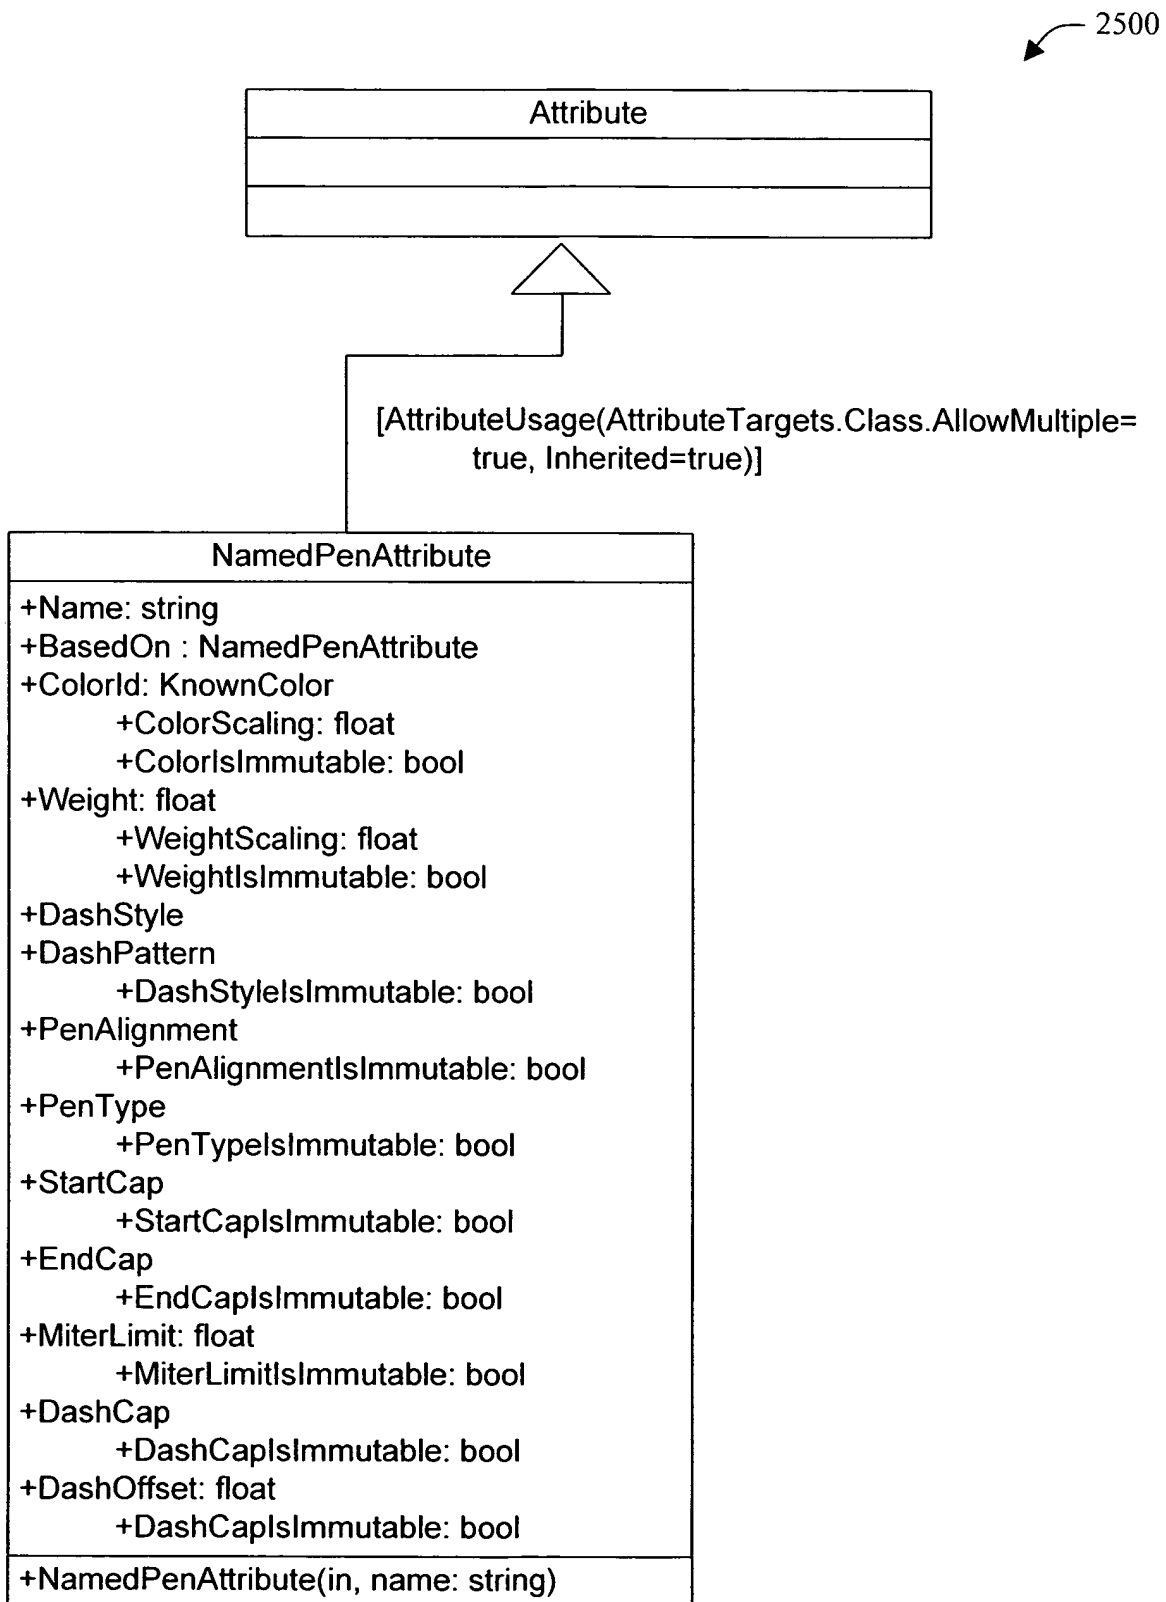 2500
Attribute
[AttributeUsage(AttributeTargets.Class.AllowMultiple=
true, Inherited=true)]
NamedPenAttribute
+Name: string
+BasedOn : NamedPenAttribute
+ColorId: KnownColor
+ColorScaling: float
+ColorIsImmutable: bool
+Weight: float
+WeightScaling: float
+WeightIsImmutable: bool
+DashStyle
+DashPattern
+DashStyleIsImmutable: bool
+PenAlignment
+PenAlignmentIsImmutable: bool
+PenType
+PenTypeIsImmutable: bool
+StartCap
+StartCapIsImmutable: bool
+EndCap
+EndCapIsImmutable: bool
+MiterLimit: float
+MiterLimitIsImmutable: bool
+DashCap
+DashCapIsImmutable: bool
+DashOffset: float
+DashCapIsImmutable: bool
+NamedPenAttribute(in, name: string)